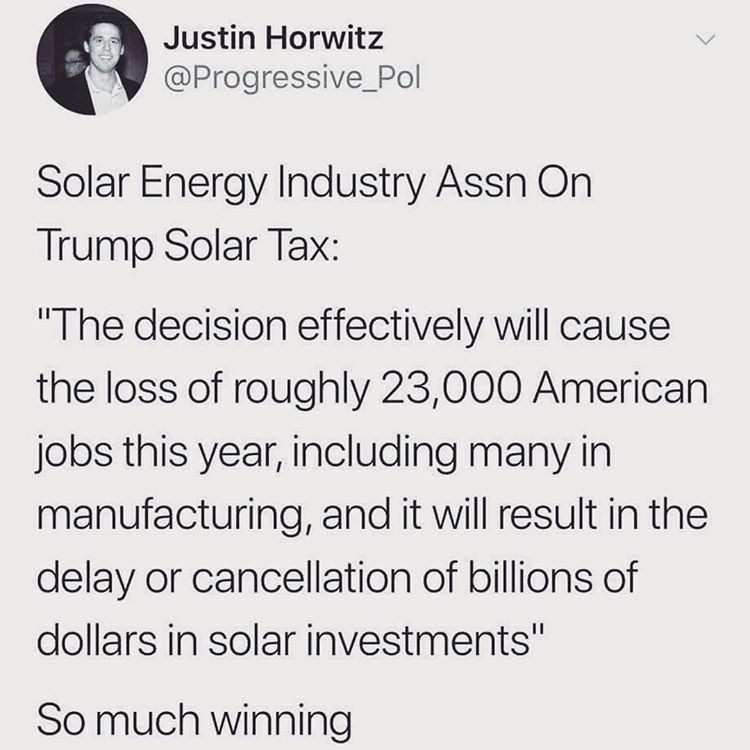 Justin Horwitz
@Progressive_Pol
Solar Energy Industry Assn On
Trump Solar Tax:
"The decision effectively will cause
the loss of roughly 23,000 American
jobs this year, including many in
manufacturing, and it will result in the
delay or cancellation of billions of
dollars in solar investments"
So much winning